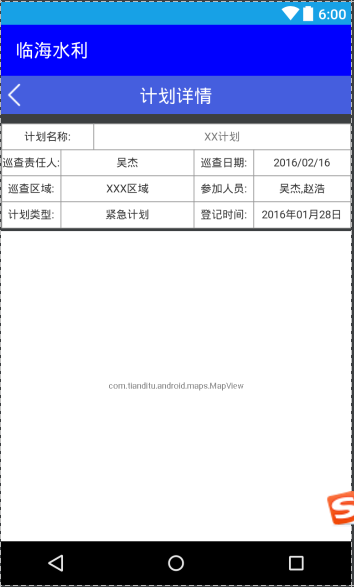 6:00
临海水利
计划详情
计划名称: XX计划
巡查责任人: 吴杰 巡查日期: 2016/02/16
巡查区域: XXX区域 参加人员: 吴杰,赵浩
计划类型: 紧急计划 登记时间: 2016年01月28日
com.tianditu.android.maps.MapView